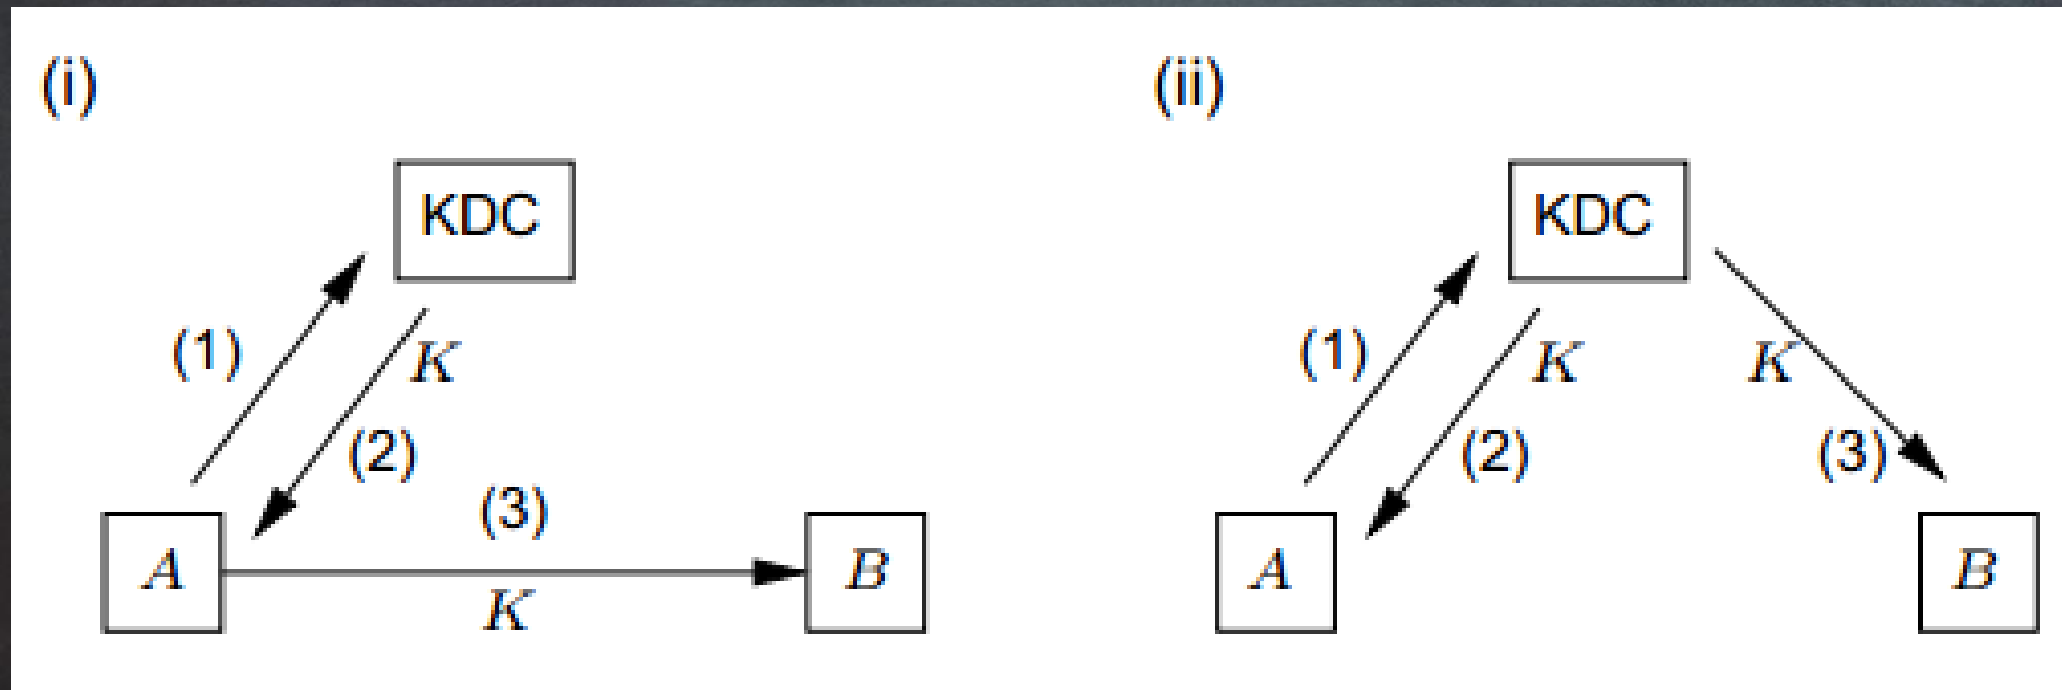 (i)
KDC
(1)
K
(2)
(3)
A
B
K
(ii)
KDC
(1)
K
K
(2)
(3)
A
B